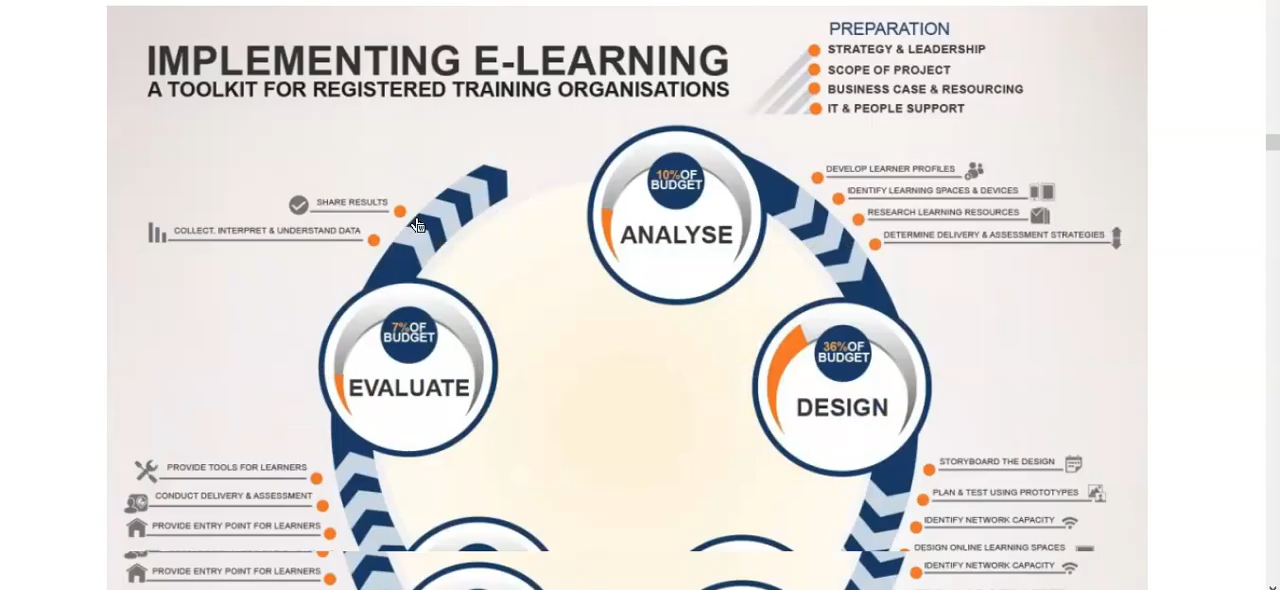 IMPLEMENTING E-LEARNING
A TOOLKIT FOR REGISTERED TRAINING ORGANISATIONS
PREPARATION
STRATEGY & LEADERSHIP
SCOPE OF PROJECT
BUSINESS CASE & RESOURCING
IT & PEOPLE SUPPORT
10% OF
BUDGET
ANALYSE
DEVELOP LEARNER PROFILES
IDENTIFY LEARNING SPACES & DEVICES
RESEARCH LEARNING RESOURCES
DETERMINE DELIVERY & ASSESSMENT STRATEGIES
SHARE RESULTS
COLLECT, INTERPRET & UNDERSTAND DATA
7% OF
BUDGET
EVALUATE
36% OF
BUDGET
DESIGN
PROVIDE TOOLS FOR LEARNERS
CONDUCT DELIVERY & ASSESSMENT
PROVIDE ENTRY POINT FOR LEARNERS
PROVIDE ENTRY POINT FOR LEARNERS
STORYBOARD THE DESIGN
PLAN & TEST USING PROTOTYPES
IDENTIFY NETWORK CAPACITY
DESIGN ONLINE LEARNING SPACES
IDENTIFY NETWORK CAPACITY